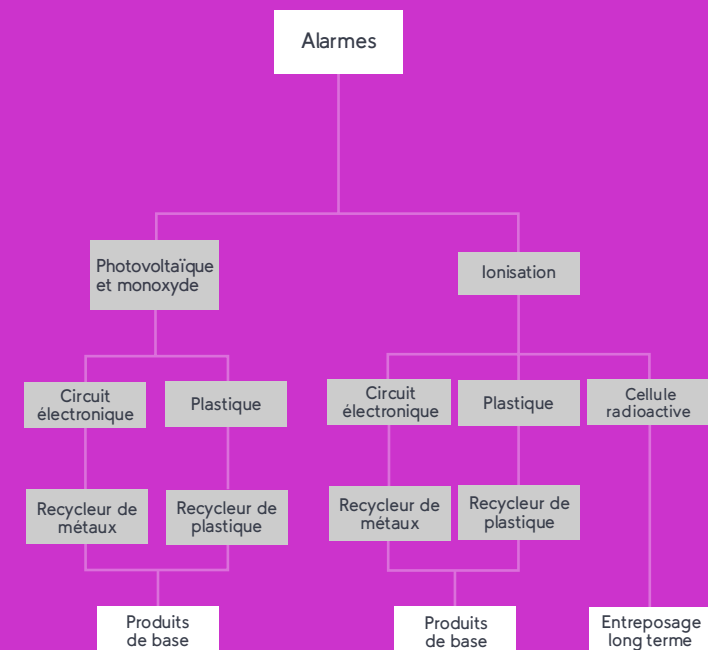 Alarmes
Photovoltaïque
et monoxyde
Ionisation
Circuit
électronique
Plastique
Circuit
électronique
Plastique
Cellule
radioactive
Recycleur de
métaux
Recycleur de
plastique
Recycleur de
métaux
Recycleur de
plastique
Produits
de base
Produits
de base
Entreposage
long terme